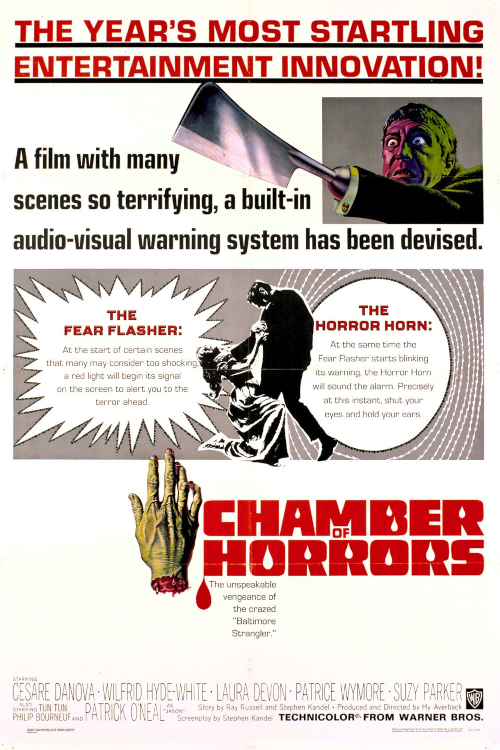 THE YEAR'S MOST STARTLING
ENTERTAINMENT INNOVATION!
A film with many
scenes so terrifying, a built-in
audio-visual warning system has been devised.
THE
FEAR FLASHER:
At the start of certain scenes
that many may consider too shocking,
a red light will begin its signal
on the screen to alert you to the
terror ahead.
THE
HORROR HORN:
At the same time the
Fear Flasher starts blinking
its warning, the Horror Horn
will sound the alarm. Precisely
at this instant, shut your
eyes and hold your ears.
CHAMBER
OF
HORRORS
The unspeakable
vengeance of
the crazed
"Baltimore
Strangler."
STARRING
CESARE DANOVA · WILFRID HYDE-WHITE · LAURA DEVON · PATRICE WYMORE · SUZY PARKER
ALSO STARRING TUN TUN
PHILIP BOURNEUF AND PATRICK O'NEAL AS "JASON"
Story by Ray Russell and Stephen Kandel • Produced and Directed by Hy Averback
Screenplay by Stephen Kandel TECHNICOLOR® FROM WARNER BROS.
WB